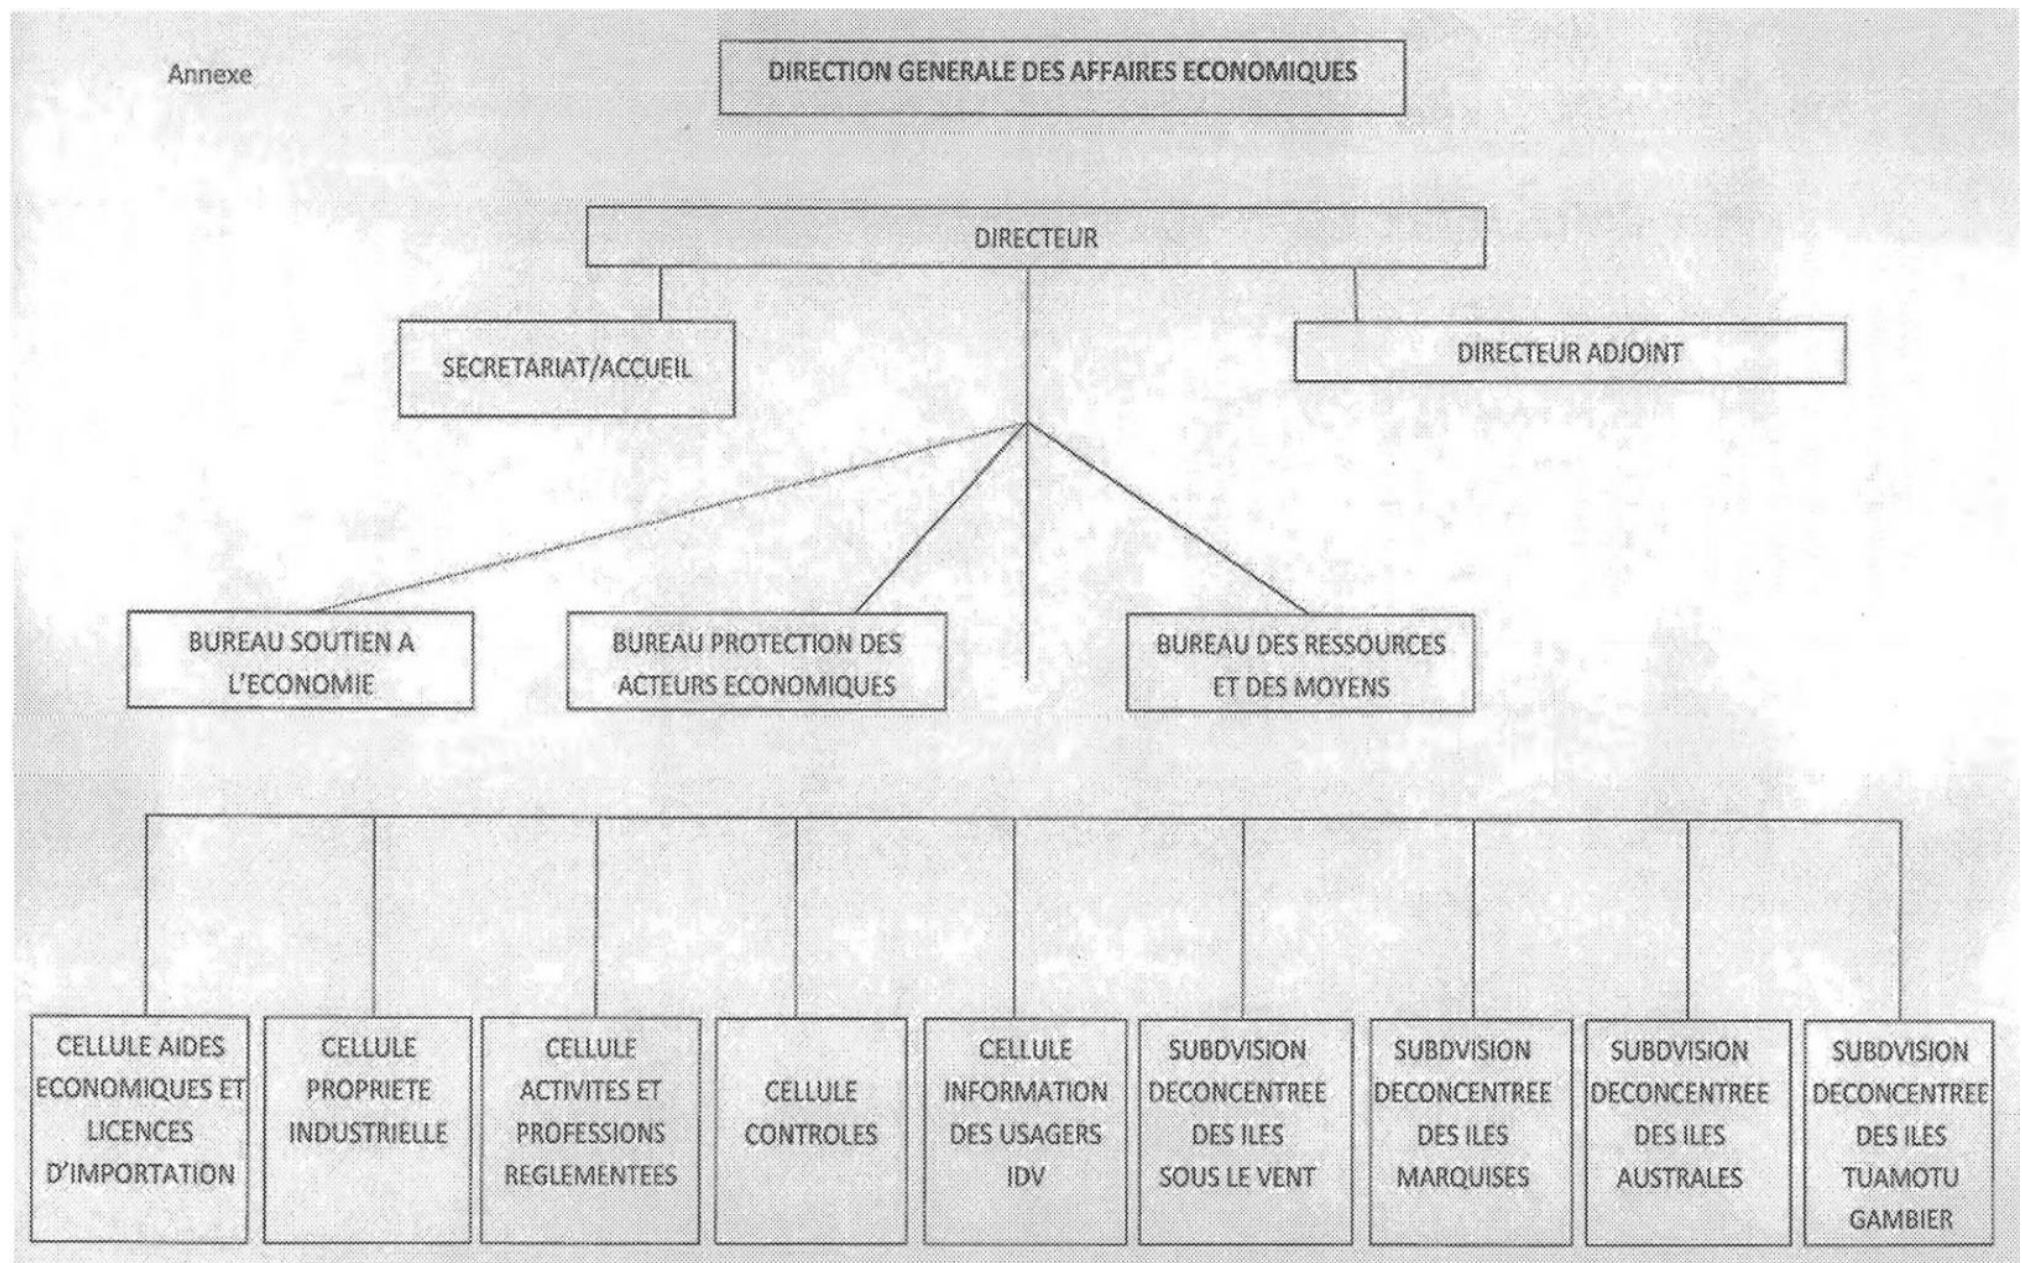 Annexe
DIRECTION GENERALE DES AFFAIRES ECONOMIQUES
DIRECTEUR
SECRETARIAT/ACCUEIL
DIRECTEUR ADJOINT
BUREAU SOUTIEN A
L'ECONOMIE
BUREAU PROTECTION DES
ACTEURS ECONOMIQUES
BUREAU DES RESSOURCES
ET DES MOYENS
CELLULE AIDES
ECONOMIQUES ET
LICENCES
D'IMPORTATION
CELLULE
PROPRIETE
INDUSTRIELLE
CELLULE
ACTIVITES ET
PROFESSIONS
REGLEMENTEES
CELLULE
CONTROLES
CELLULE
INFORMATION
DES USAGERS
IDV
SUBDVISION
DECONCENTREE
DES ILES
SOUS LE VENT
SUBDVISION
DECONCENTREE
DES ILES
MARQUISES
SUBDVISION
DECONCENTREE
DES ILES
AUSTRALES
SUBDVISION
DECONCENTREE
DES ILES
TUAMOTU
GAMBIER